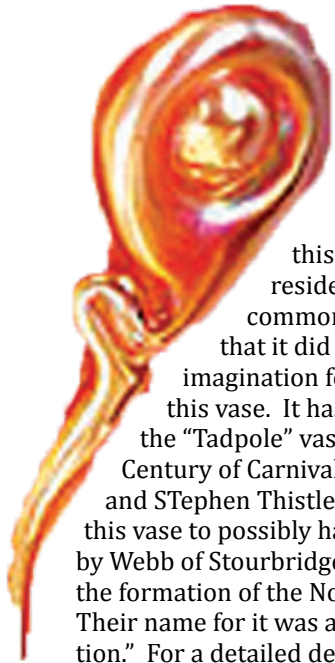 this
reside
common
that it did
imagination fo
this vase. It ha
the “Tadpole” vas
Century of Carnival
and STephen Thistle
this vase to possibly ha
by Webb of Stourbridge
the formation of the No
Their name for it was a
tion.” For a detailed de